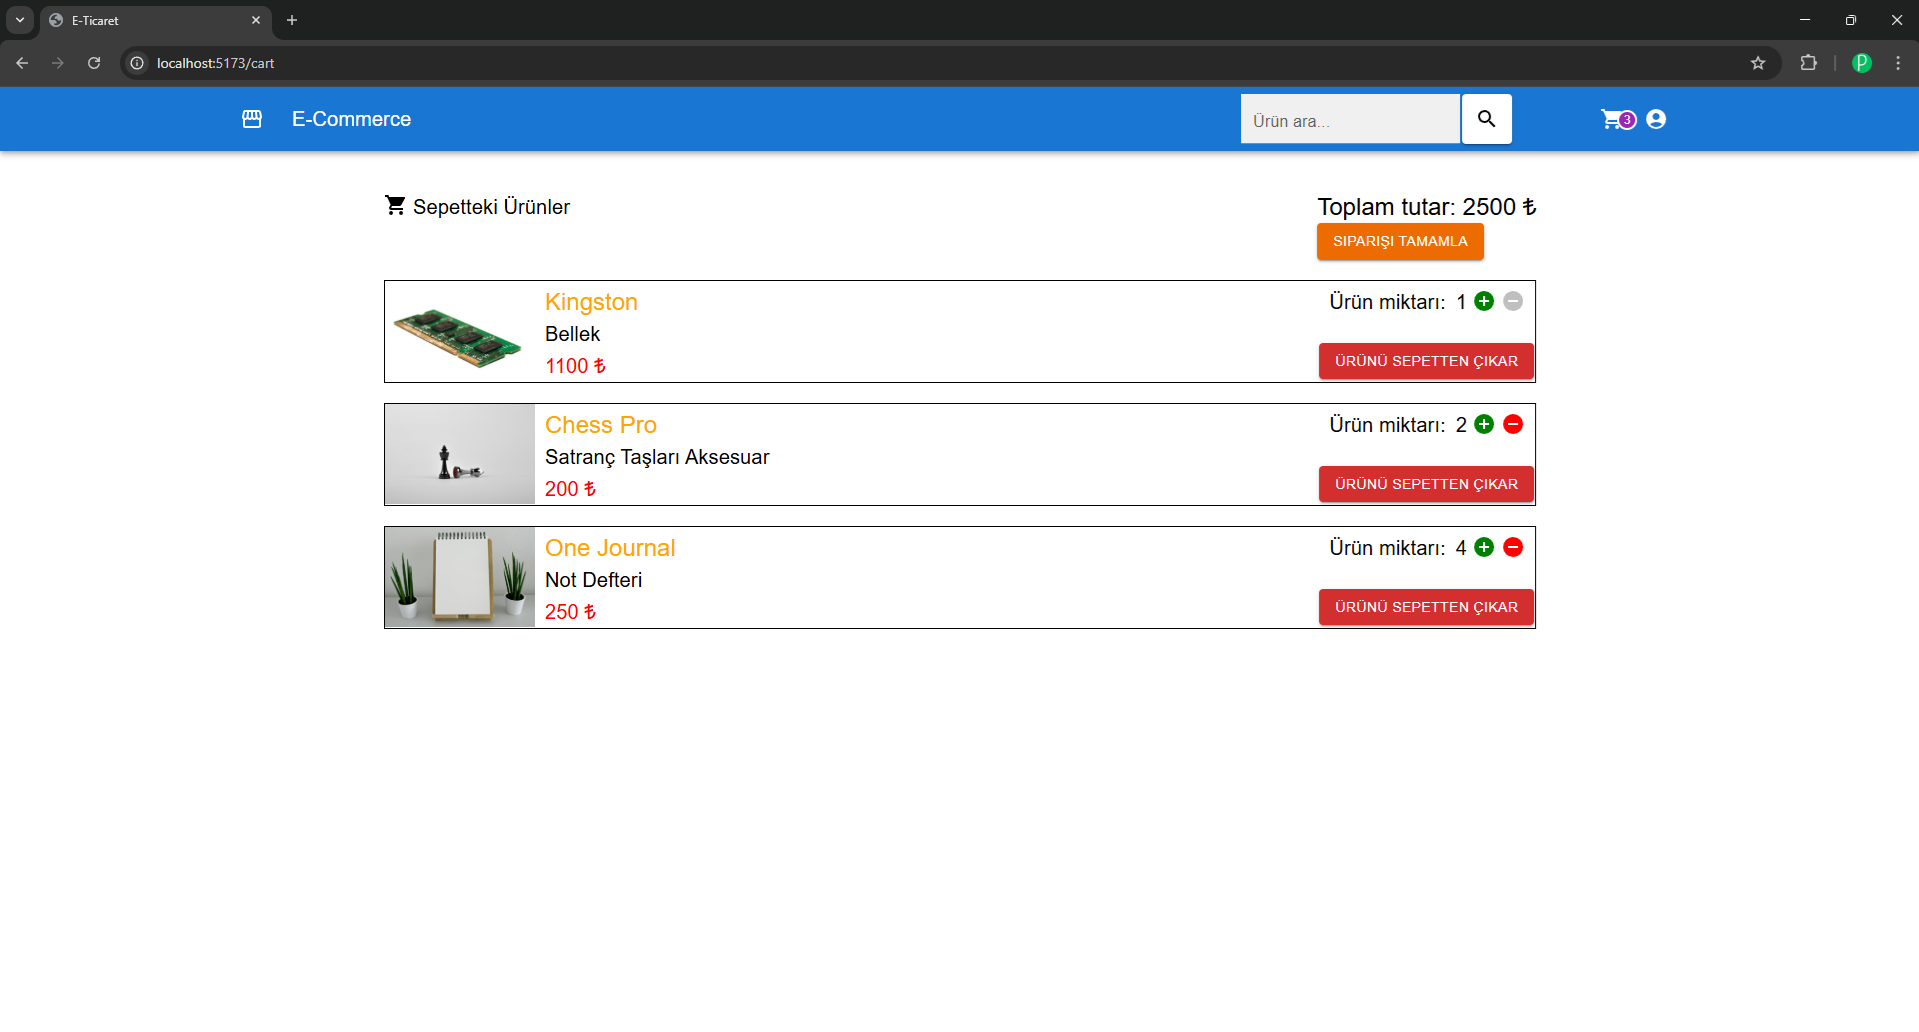 E-Ticaret
localhost:5173/cart
P
E-Commerce
Ürün ara...
3
Sepetteki Ürünler
Toplam tutar: 2500 ₺
SIPARIŞI TAMAMLA
Kingston
Bellek
1100 ₺
Ürün miktarı: 1
ÜRÜNÜ SEPETTEN ÇIKAR
Chess Pro
Satranç Taşları Aksesuar
200 ₺
Ürün miktarı: 2
ÜRÜNÜ SEPETTEN ÇIKAR
One Journal
Not Defteri
250 ₺
Ürün miktarı: 4
ÜRÜNÜ SEPETTEN ÇIKAR